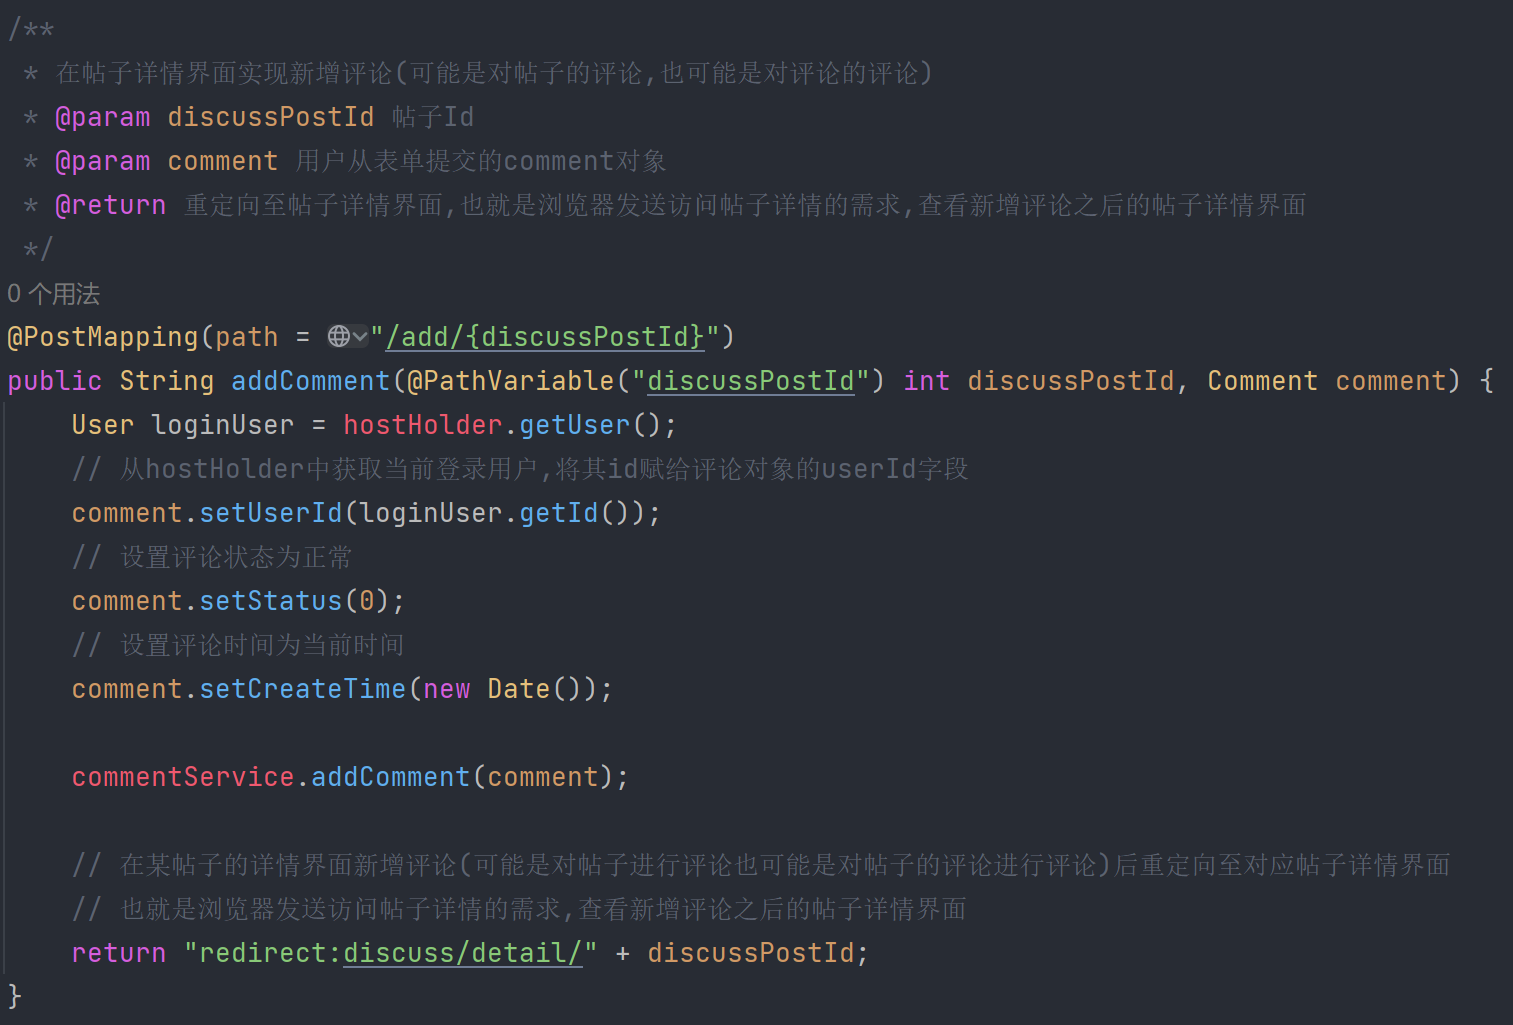 /**
 * 在帖子详情界面实现新增评论(可能是对帖子的评论,也可能是对评论的评论)
 * @param discussPostId 帖子Id
 * @param comment 用户从表单提交的comment对象
 * @return 重定向至帖子详情界面,也就是浏览器发送访问帖子详情的需求,查看新增评论之后的帖子详情界面
 */
0 个用法
@PostMapping(path = "/add/{discussPostId}")
public String addComment(@PathVariable("discussPostId") int discussPostId, Comment comment) {
    User loginUser = hostHolder.getUser();
    // 从hostHolder中获取当前登录用户,将其id赋给评论对象的userId字段
    comment.setUserId(loginUser.getId());
    // 设置评论状态为正常
    comment.setStatus(0);
    // 设置评论时间为当前时间
    comment.setCreateTime(new Date());
    commentService.addComment(comment);
    // 在某帖子的详情界面新增评论(可能是对帖子进行评论也可能是对帖子的评论进行评论)后重定向至对应帖子详情界面
    // 也就是浏览器发送访问帖子详情的需求,查看新增评论之后的帖子详情界面
    return "redirect:discuss/detail/" + discussPostId;
}